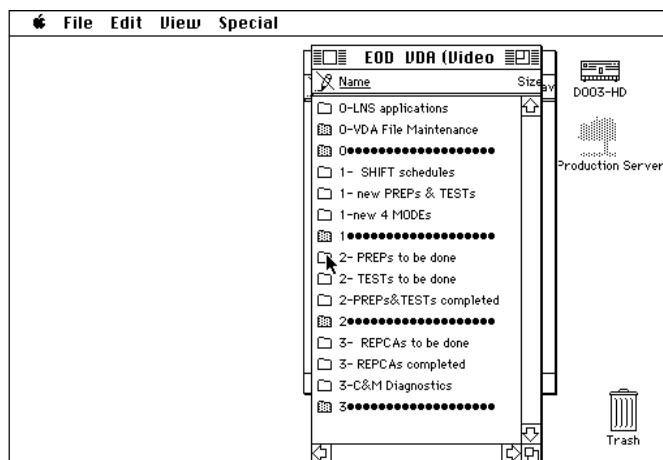 File Edit View Special
EOD VDA (Video
Name Size
av
0-LNS applications
0-VDA File Maintenance
0●●●●●●●●●●●●●●●●●●●
1- SHIFT schedules
1- new PREPs & TESTs
1-new 4 MODEs
1●●●●●●●●●●●●●●●●●●●
2- PREPs to be done
2- TESTs to be done
2-PREPs&TESTs completed
2●●●●●●●●●●●●●●●●●●●
3- REPCAs to be done
3- REPCAs completed
3-C&M Diagnostics
3●●●●●●●●●●●●●●●●●●●
D003-HD
Production Server
Trash